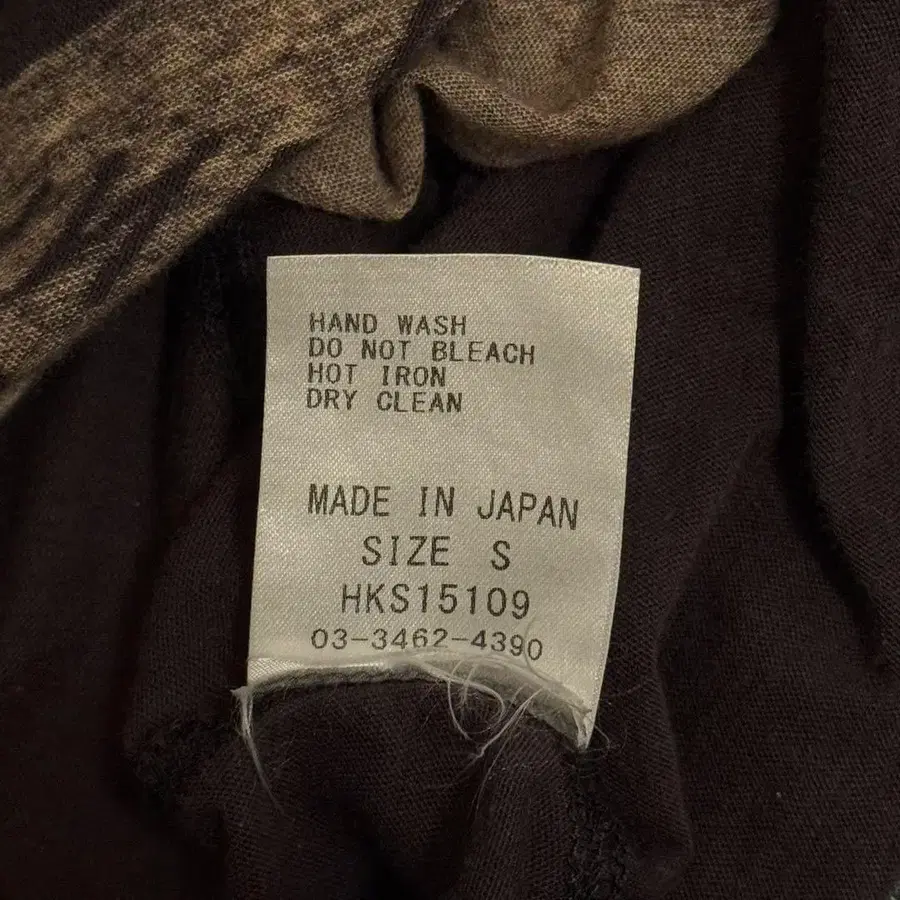 HAND WASH
DO NOT BLEACH
HOT IRON
DRY CLEAN
MADE IN JAPAN
SIZE S
HKS15109
03-3462-4390